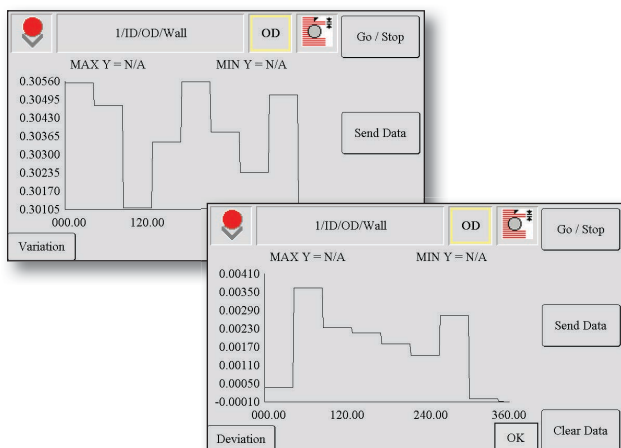 1/ID/OD/Wall OD Go / Stop
MAX Y = N/A MIN Y = N/A
0.30560
0.30495
0.30430
0.30365
Send Data
0.30300
0.30235
0.30170
0.30105
000.00 120.00
Variation
1/ID/OD/Wall OD Go / Stop
MAX Y = N/A MIN Y = N/A
0.00410
0.00350
0.00290
0.00230
Send Data
0.00170
0.00110
0.00050
-0.00010
000.00 120.00 240.00 360.00
Deviation OK Clear Data